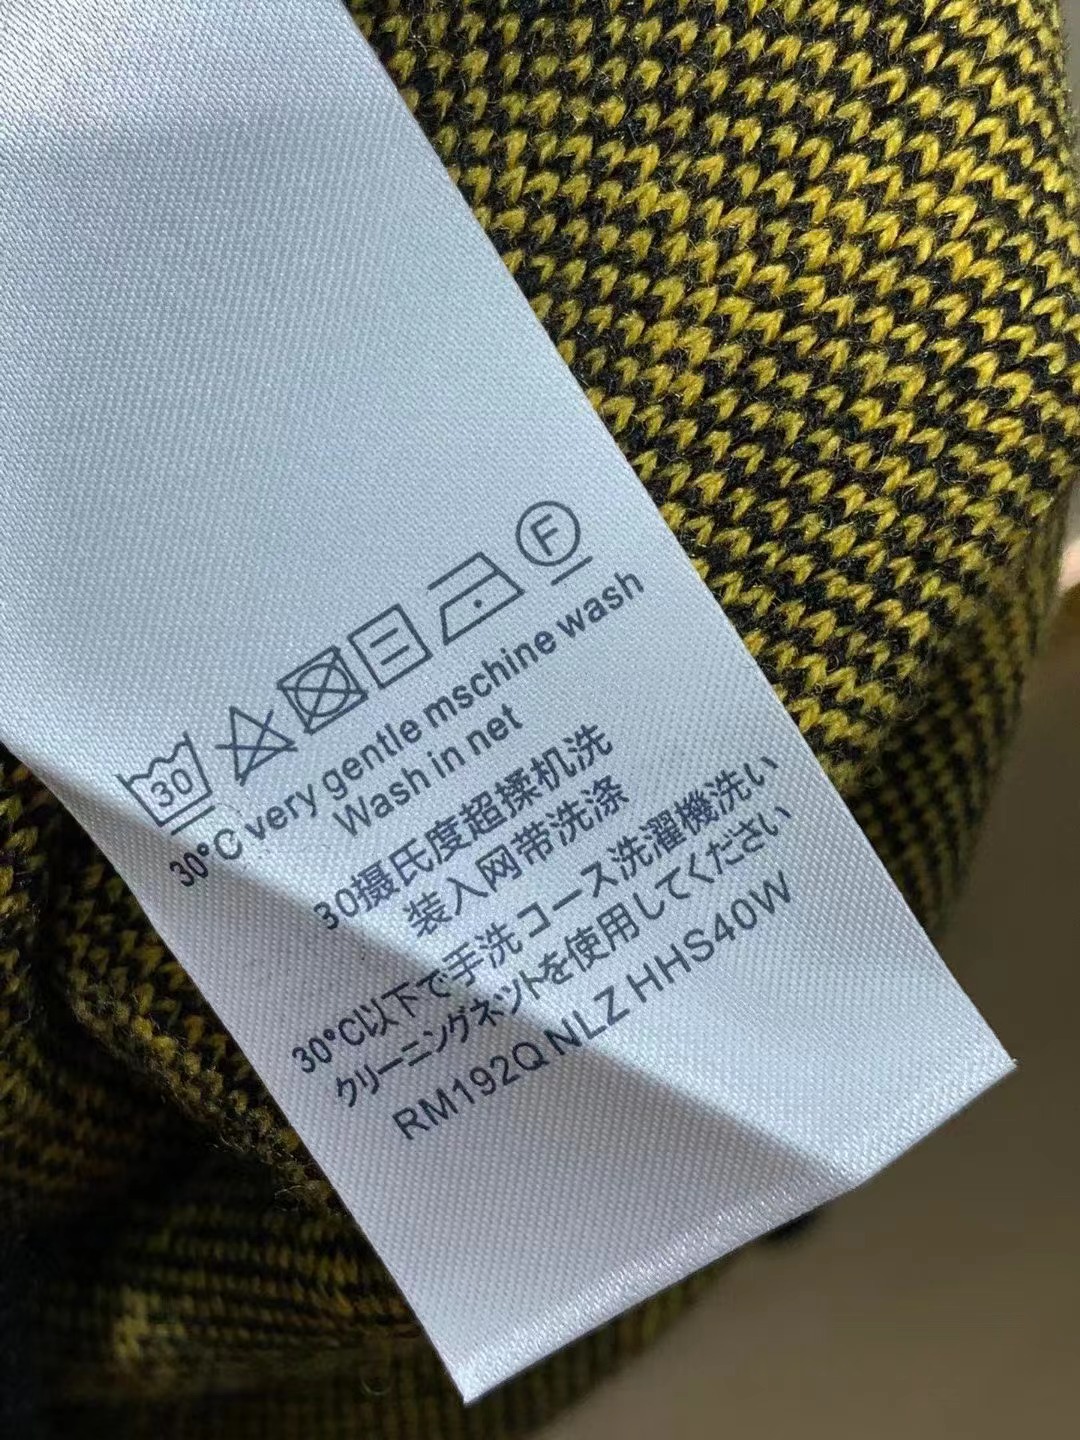 30
F
30°C very gentle mschine wash
Wash in net
30摄氏度超揉机洗
装入网带洗涤
30°C以下で手洗コース洗濯機洗い
クリーニングネットを使用してください
RM192Q NLZ HHS40W